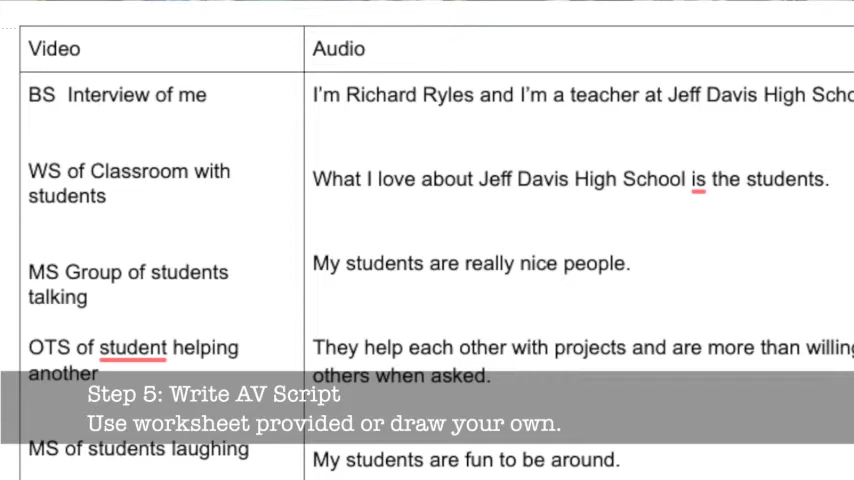 Video
Audio
BS  Interview of me
I'm Richard Ryles and I'm a teacher at Jeff Davis High
WS of Classroom with
students
What I love about Jeff Davis High School is the students.
MS Group of students
talking
My students are really nice people.
OTS of student helping
another
They help each other with projects and are more than
others when asked.
Step 5: Write AV Script
Use worksheet provided or draw your own.
MS of students laughing
My students are fun to be around.